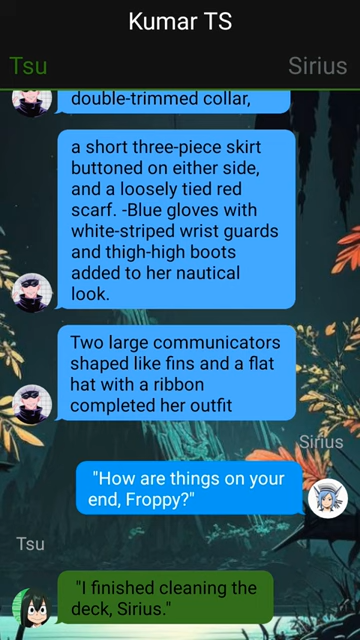 Kumar TS
Tsu
Sirius
double-trimmed collar,
a short three-piece skirt
buttoned on either side,
and a loosely tied red
scarf. -Blue gloves with
white-striped wrist guards
and thigh-high boots
added to her nautical
look.
Two large communicators
shaped like fins and a flat
hat with a ribbon
completed her outfit
Sirius
"How are things on your
end, Froppy?"
Tsu
"I finished cleaning the
deck, Sirius."